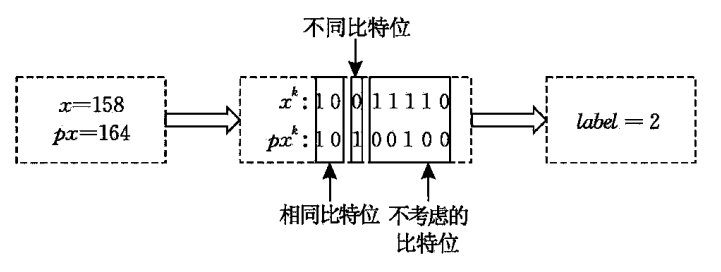 不同比特位
x=158
px=164
x^k: 1 0 0 1 1 1 1 0
px^k: 1 0 1 0 0 1 0 0
label = 2
相同比特位
不考虑的
比特位